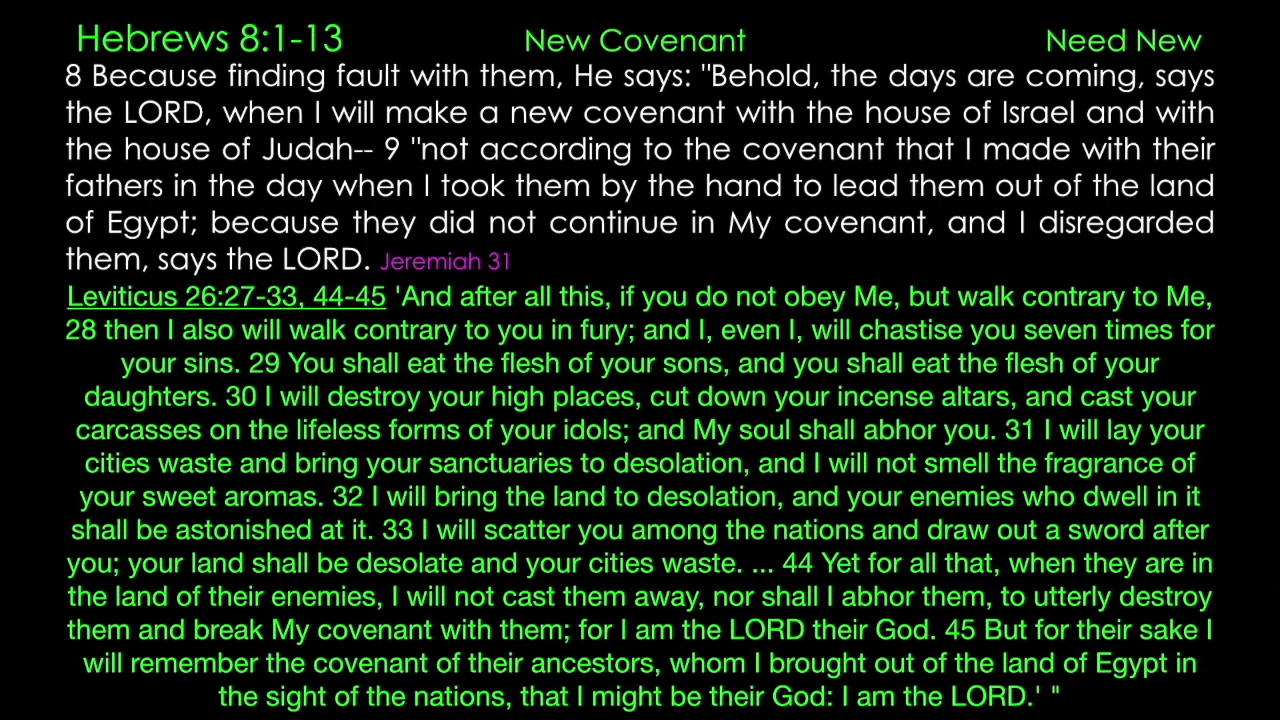 Hebrews 8:1-13 New Covenant Need New
8 Because finding fault with them, He says: "Behold, the days are coming, says
the LORD, when I will make a new covenant with the house of Israel and with
the house of Judah-- 9 "not according to the covenant that I made with their
fathers in the day when I took them by the hand to lead them out of the land
of Egypt; because they did not continue in My covenant, and I disregarded
them, says the LORD. Jeremiah 31
Leviticus 26:27-33, 44-45 'And after all this, if you do not obey Me, but walk contrary to Me,
28 then I also will walk contrary to you in fury; and I, even I, will chastise you seven times for
your sins. 29 You shall eat the flesh of your sons, and you shall eat the flesh of your
daughters. 30 I will destroy your high places, cut down your incense altars, and cast your
carcasses on the lifeless forms of your idols; and My soul shall abhor you. 31 I will lay your
cities waste and bring your sanctuaries to desolation, and I will not smell the fragrance of
your sweet aromas. 32 I will bring the land to desolation, and your enemies who dwell in it
shall be astonished at it. 33 I will scatter you among the nations and draw out a sword after
you; your land shall be desolate and your cities waste. ... 44 Yet for all that, when they are in
the land of their enemies, I will not cast them away, nor shall I abhor them, to utterly destroy
them and break My covenant with them; for I am the LORD their God. 45 But for their sake I
will remember the covenant of their ancestors, whom I brought out of the land of Egypt in
the sight of the nations, that I might be their God: I am the LORD.' "